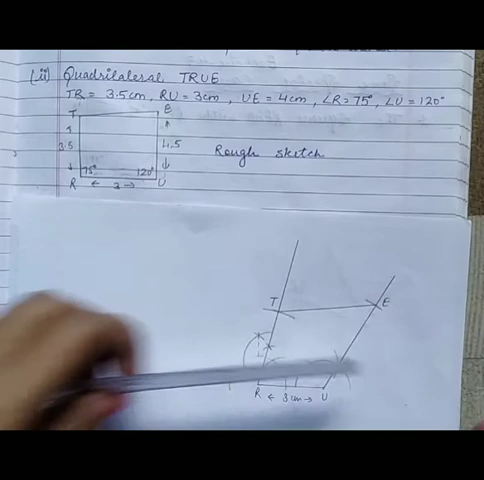 (ii) Quadrilateral TRUE
TR = 3.5cm, RU = 3cm, UE = 4cm, ∠R = 75°, ∠U = 120°
T E
3.5 4.5
75° 120°
R ← 3 → U
Rough sketch
T E
R ← 3cm → U